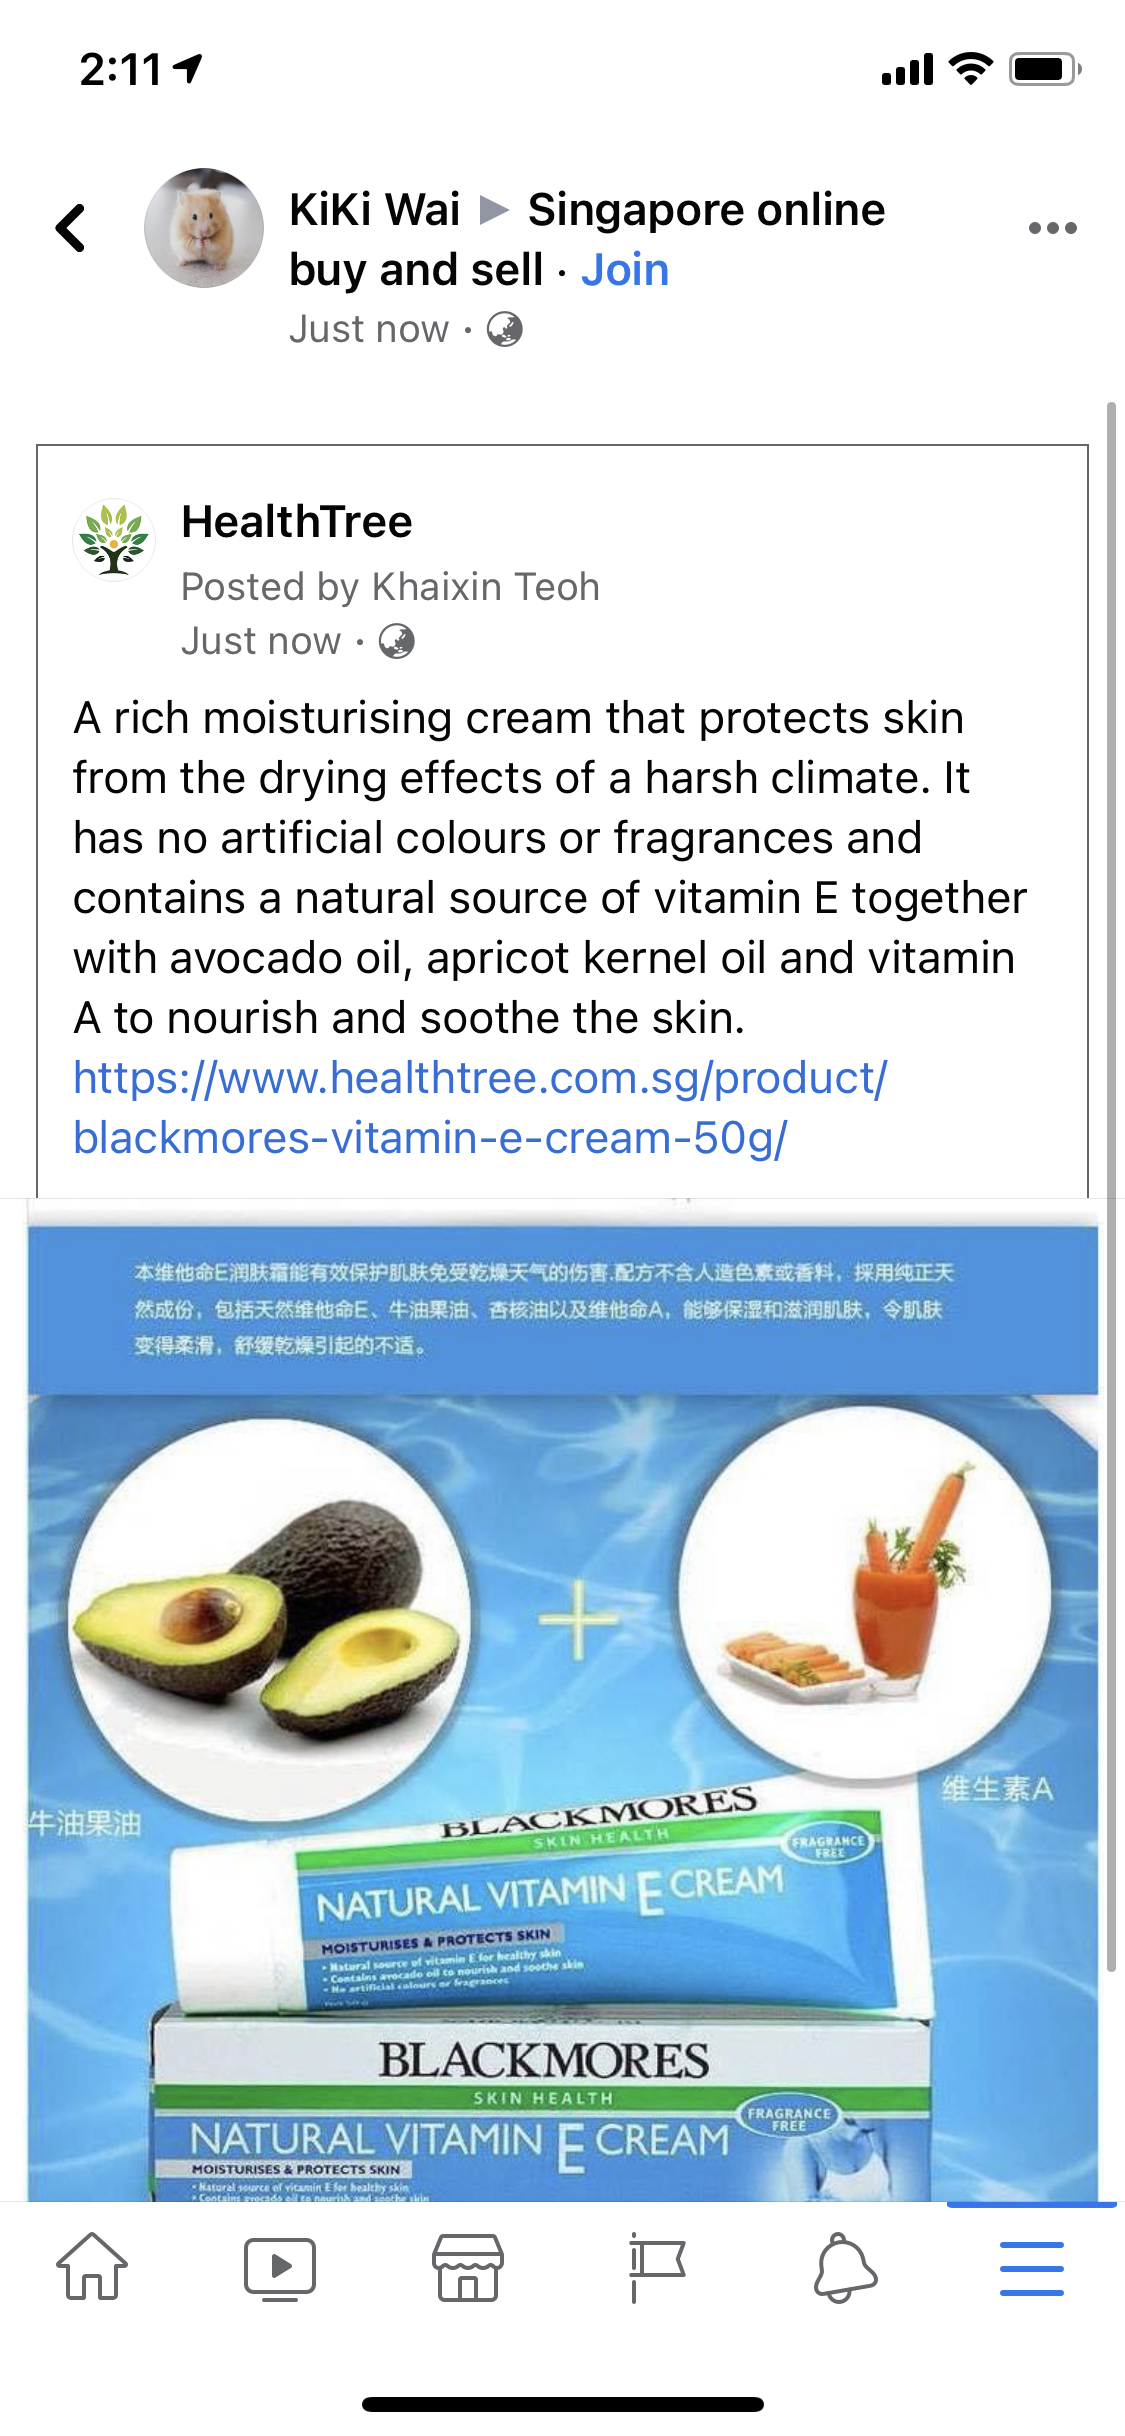 2:11
KiKi Wai ▶ Singapore online
buy and sell · Join
Just now ·
HealthTree
Posted by Khaixin Teoh
Just now ·
A rich moisturising cream that protects skin
from the drying effects of a harsh climate. It
has no artificial colours or fragrances and
contains a natural source of vitamin E together
with avocado oil, apricot kernel oil and vitamin
A to nourish and soothe the skin.
https://www.healthtree.com.sg/product/
blackmores-vitamin-e-cream-50g/
本维他命E润肤霜能有效保护肌肤免受乾燥天气的伤害.配方不含人造色素或香料，採用纯正天
然成份，包括天然维他命E、牛油果油、杏核油以及维他命A，能够保湿和滋润肌肤，令肌肤
变得柔滑，舒缓乾燥引起的不适。
维生素A
牛油果油
BLACKMORES
SKIN HEALTH
FRAGRANCE
FREE
NATURAL VITAMIN E CREAM
MOISTURISES & PROTECTS SKIN
• Natural source of vitamin E for healthy skin
• Contains avocado oil to nourish and soothe skin
• No artificial colours or fragrances
BLACKMORES
SKIN HEALTH
FRAGRANCE
FREE
NATURAL VITAMIN E CREAM
MOISTURISES & PROTECTS SKIN
• Natural source of vitamin E for healthy skin
• Contains avocado oil to nourish and soothe skin